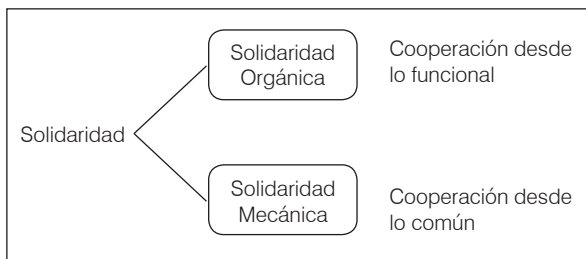 Solidaridad
Orgánica
Cooperación desde
lo funcional
Solidaridad
Solidaridad
Mecánica
Cooperación desde
lo común